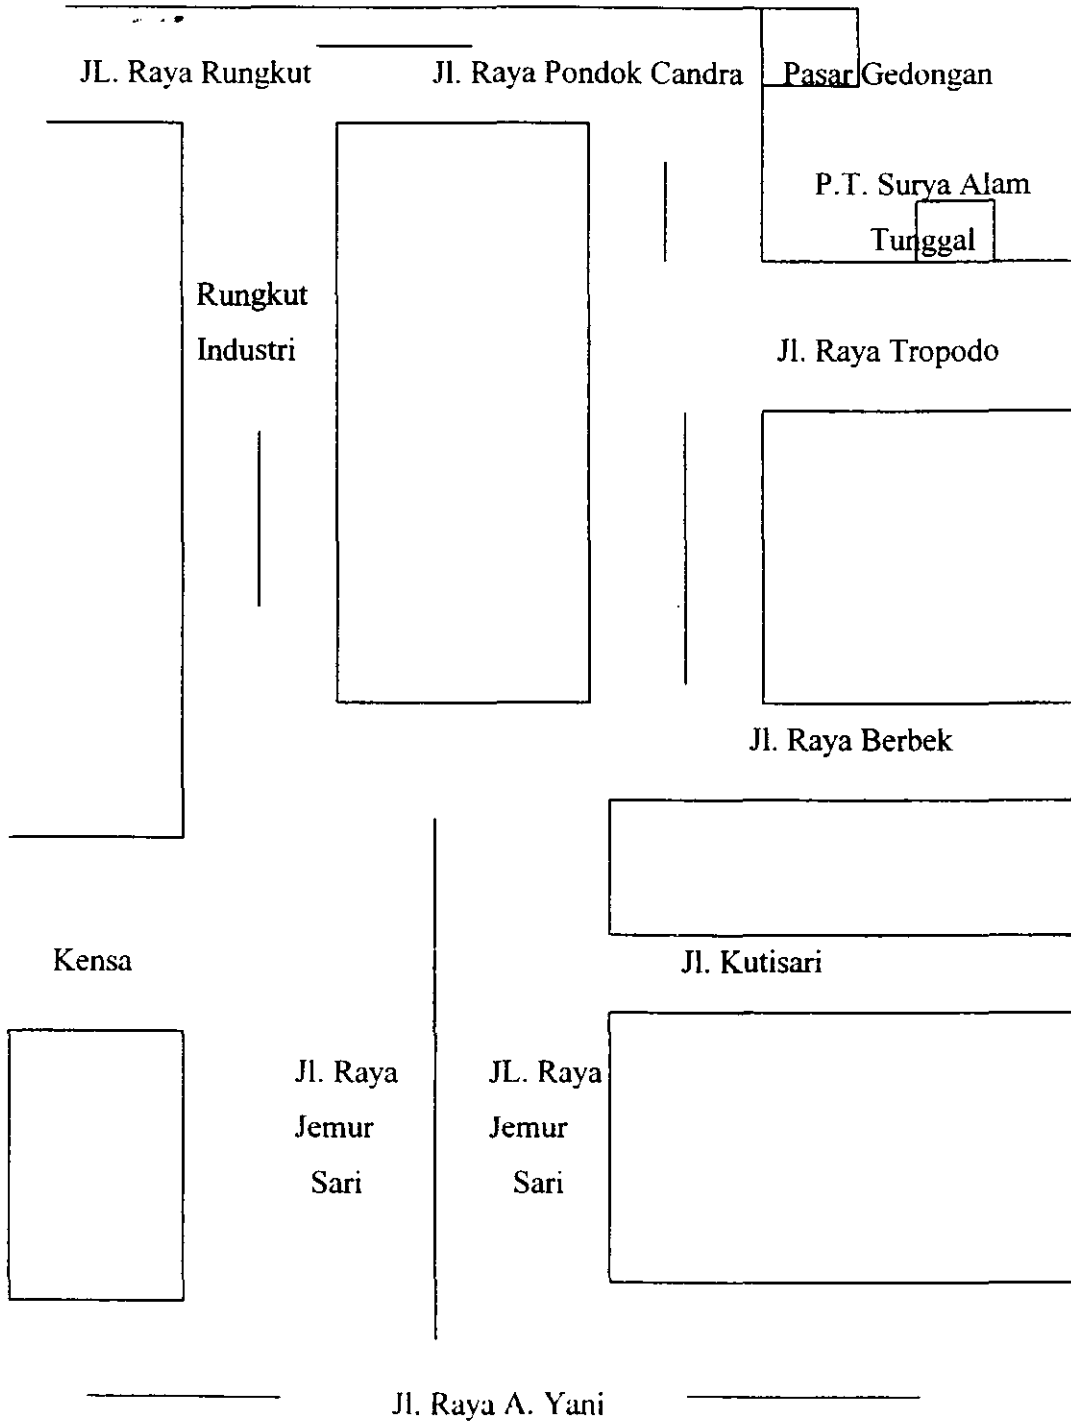 JL. Raya Rungkut
Jl. Raya Pondok Candra
Pasar Gedongan
P.T. Surya Alam
Tunggal
Rungkut
Industri
Jl. Raya Tropodo
Jl. Raya Berbek
Kensa
Jl. Kutisari
Jl. Raya
Jemur
Sari
JL. Raya
Jemur
Sari
Jl. Raya A. Yani